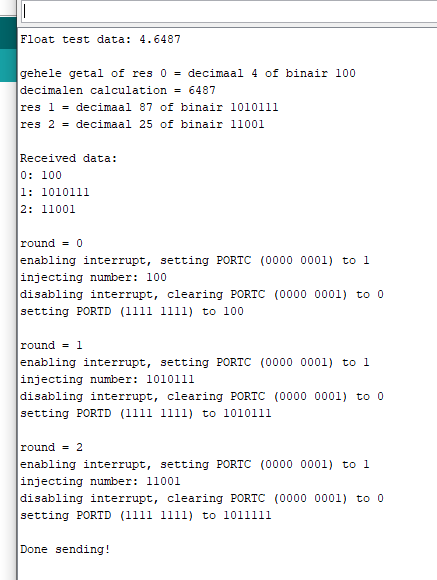 Float test data: 4.6487
gehele getal of res 0 = decimaal 4 of binair 100
decimalen calculation = 6487
res 1 = decimaal 87 of binair 1010111
res 2 = decimaal 25 of binair 11001
Received data:
0: 100
1: 1010111
2: 11001
round = 0
enabling interrupt, setting PORTC (0000 0001) to 1
injecting number: 100
disabling interrupt, clearing PORTC (0000 0001) to 0
setting PORTD (1111 1111) to 100
round = 1
enabling interrupt, setting PORTC (0000 0001) to 1
injecting number: 1010111
disabling interrupt, clearing PORTC (0000 0001) to 0
setting PORTD (1111 1111) to 1010111
round = 2
enabling interrupt, setting PORTC (0000 0001) to 1
injecting number: 11001
disabling interrupt, clearing PORTC (0000 0001) to 0
setting PORTD (1111 1111) to 1011111
Done sending!